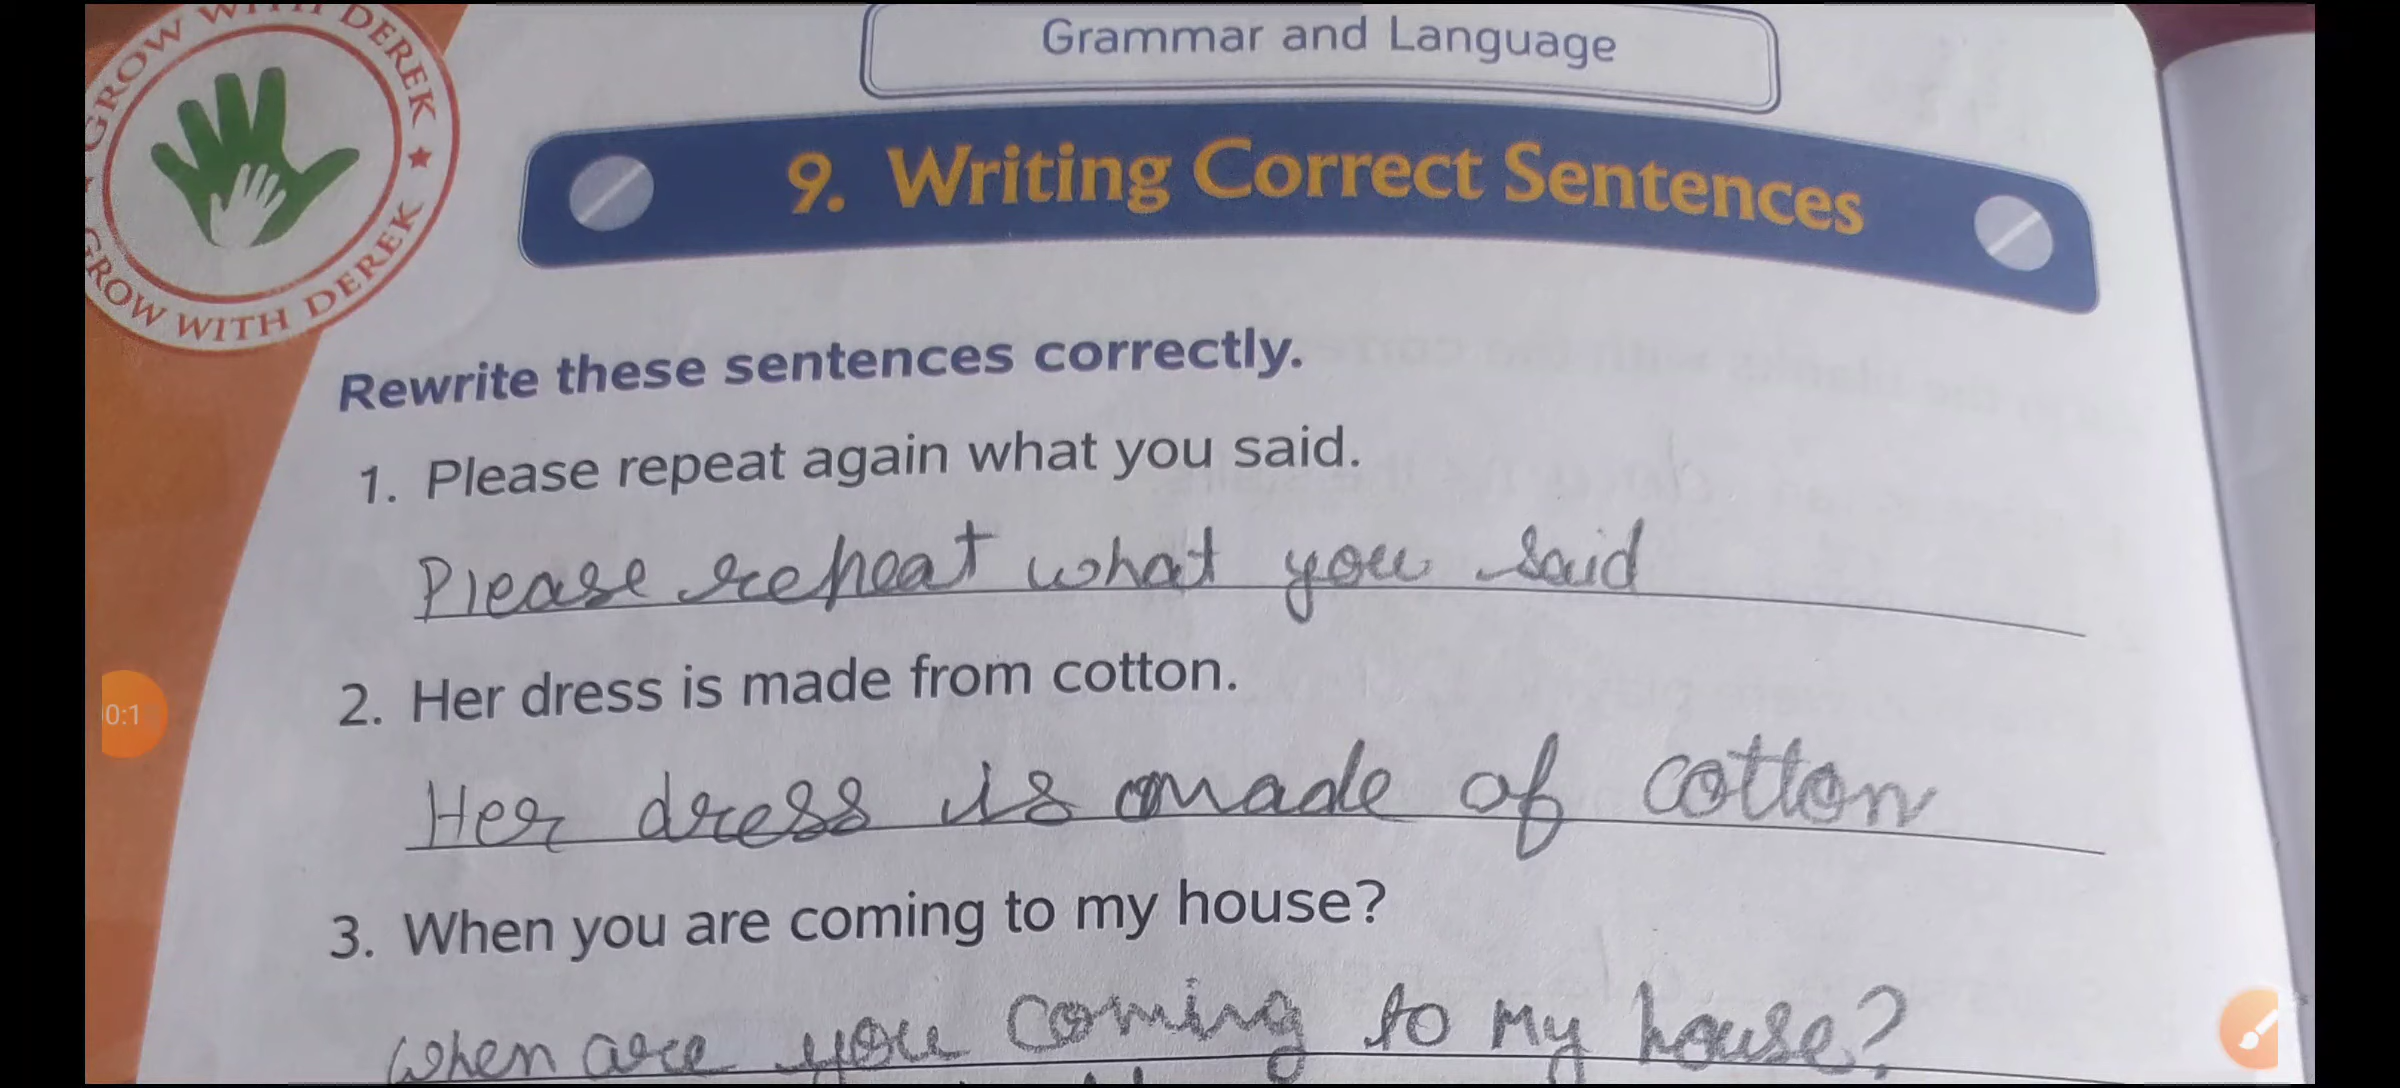 GROW WITH DEREK
GROW WITH DEREK
Grammar and Language
9. Writing Correct Sentences
Rewrite these sentences correctly.
1. Please repeat again what you said.
Please repeat what you said
2. Her dress is made from cotton.
Her dress is made of cotton
3. When you are coming to my house?
When are you coming to my house?
0:1